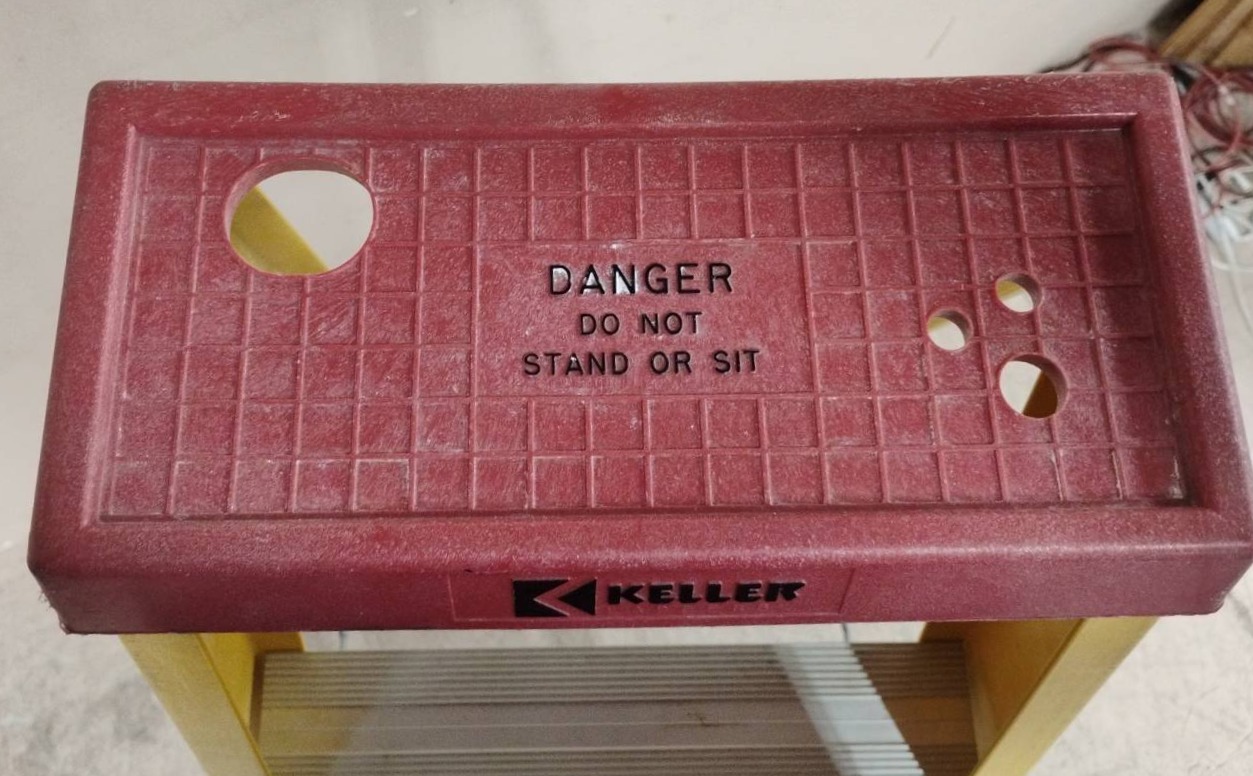 DANGER
DO NOT
STAND OR SIT
KELLER